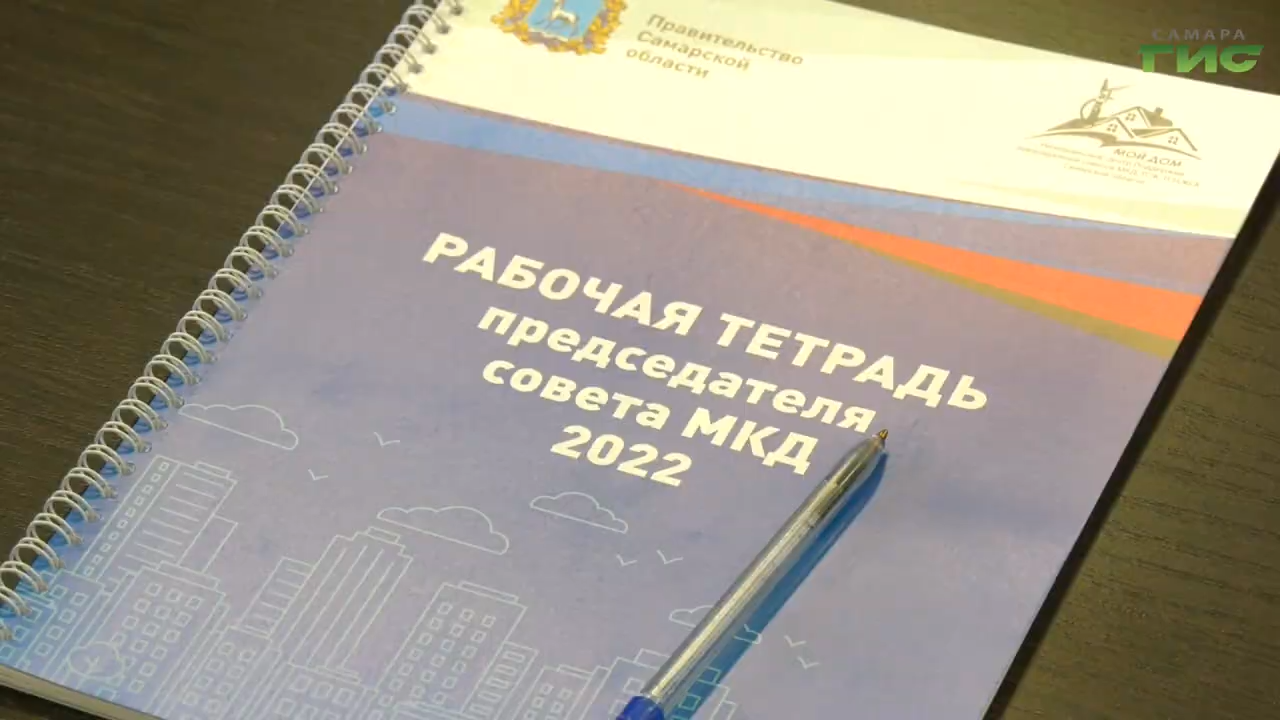 Правительство
Самарской
области
САМАРА
ГИС
МОЙ ДОМ
РАБОЧАЯ ТЕТРАДЬ
председателя
совета МКД
2022